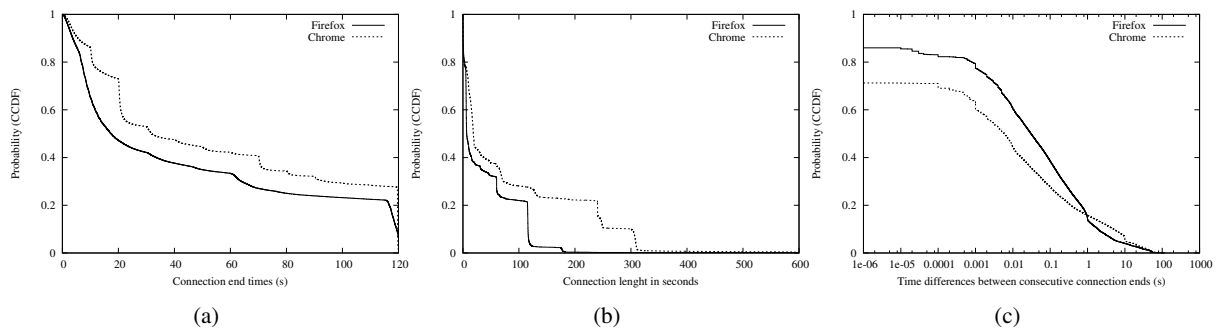 Firefox
Chrome
Probability (CCDF)
1
0.8
0.6
0.4
0.2
0
0 20 40 60 80 100 120
Connection end times (s)
(a)
Firefox
Chrome
Probability (CCDF)
1
0.8
0.6
0.4
0.2
0
0 100 200 300 400 500 600
Connection lenght in seconds
(b)
Firefox
Chrome
Probability (CCDF)
1
0.8
0.6
0.4
0.2
0
1e-06 1e-05 0.0001 0.001 0.01 0.1 1 10 100 1000
Time differences between consecutive connection ends (s)
(c)